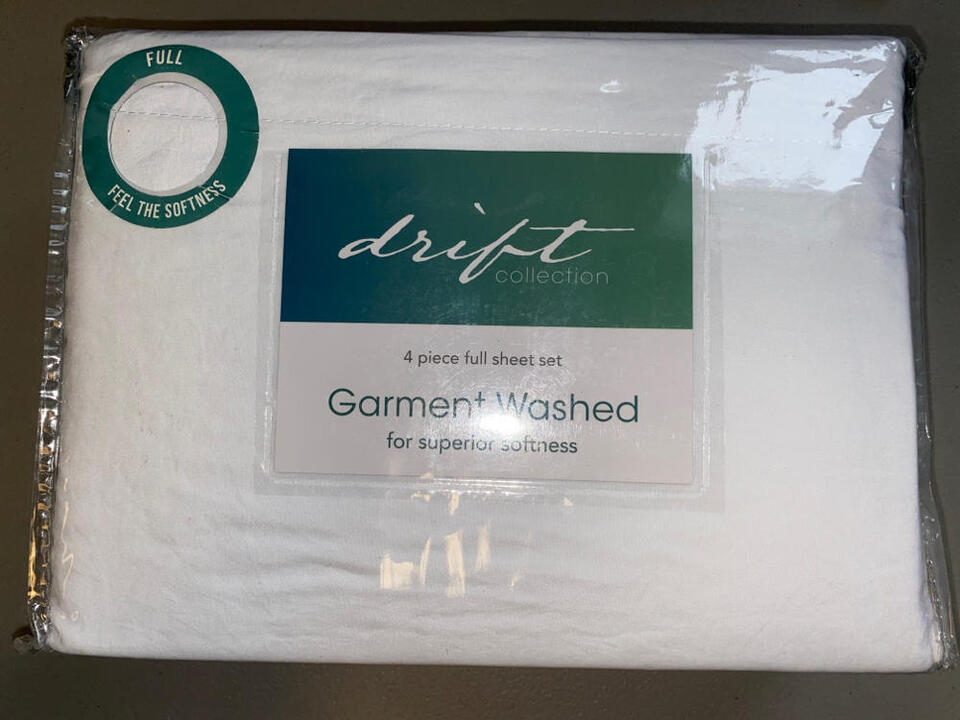 FULL
FEEL THE SOFTNESS
drift
collection
4 piece full sheet set
Garment Washed
for superior softness